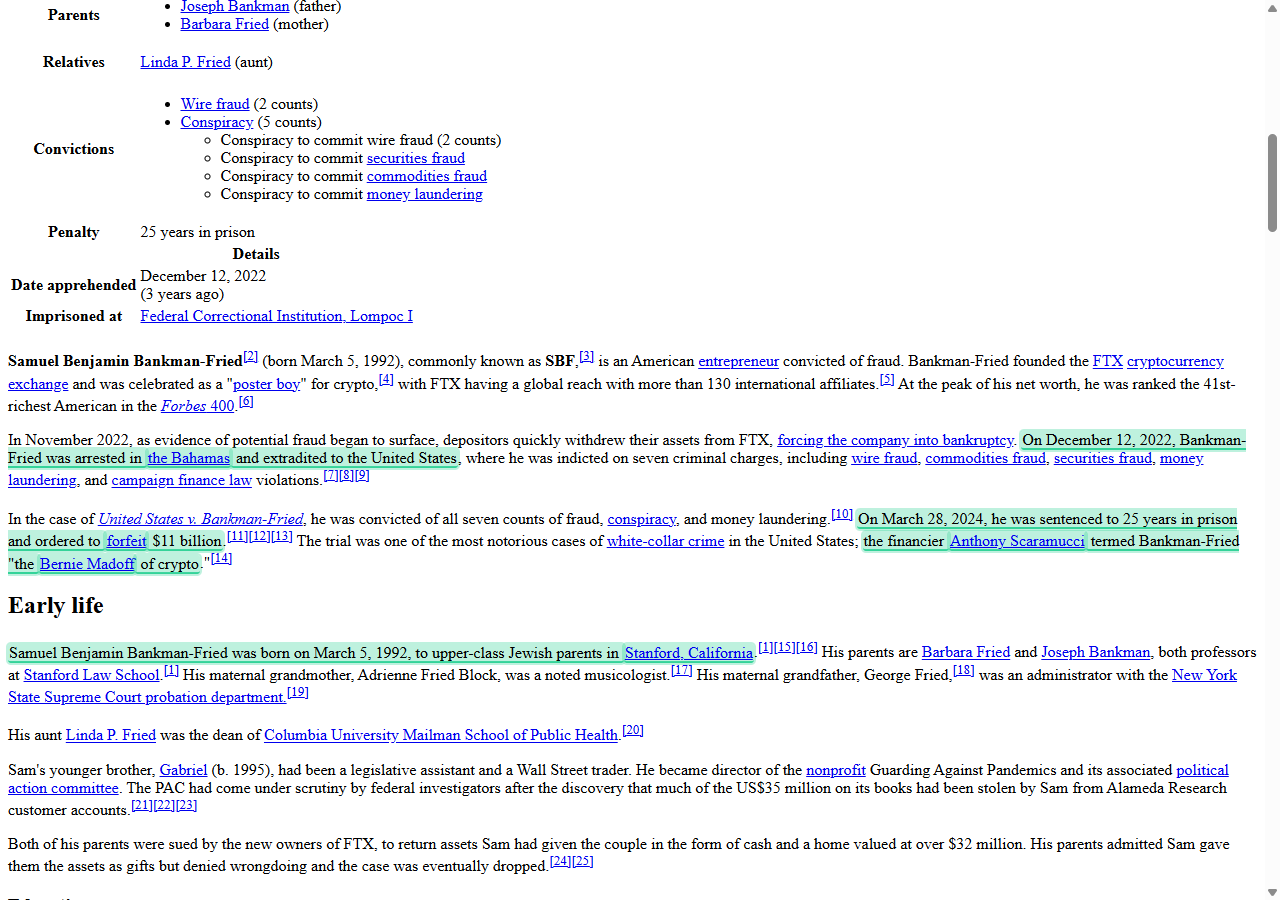 Parents
• Joseph Bankman (father)
• Barbara Fried (mother)
Relatives
Linda P. Fried (aunt)
Convictions
• Wire fraud (2 counts)
• Conspiracy (5 counts)
◦ Conspiracy to commit wire fraud (2 counts)
◦ Conspiracy to commit securities fraud
◦ Conspiracy to commit commodities fraud
◦ Conspiracy to commit money laundering
Penalty
25 years in prison
Details
Date apprehended
December 12, 2022
(3 years ago)
Imprisoned at
Federal Correctional Institution, Lompoc I
Samuel Benjamin Bankman-Fried[2] (born March 5, 1992), commonly known as SBF,[3] is an American entrepreneur convicted of fraud. Bankman-Fried founded the FTX cryptocurrency
exchange and was celebrated as a "poster boy" for crypto,[4] with FTX having a global reach with more than 130 international affiliates.[5] At the peak of his net worth, he was ranked the 41st-
richest American in the Forbes 400.[6]
In November 2022, as evidence of potential fraud began to surface, depositors quickly withdrew their assets from FTX, forcing the company into bankruptcy. On December 12, 2022, Bankman-
Fried was arrested in the Bahamas and extradited to the United States, where he was indicted on seven criminal charges, including wire fraud, commodities fraud, securities fraud, money
laundering, and campaign finance law violations.[7][8][9]
In the case of United States v. Bankman-Fried, he was convicted of all seven counts of fraud, conspiracy, and money laundering.[10] On March 28, 2024, he was sentenced to 25 years in prison
and ordered to forfeit $11 billion.[11][12][13] The trial was one of the most notorious cases of white-collar crime in the United States; the financier Anthony Scaramucci termed Bankman-Fried
"the Bernie Madoff of crypto."[14]
Early life
Samuel Benjamin Bankman-Fried was born on March 5, 1992, to upper-class Jewish parents in Stanford, California.[1][15][16] His parents are Barbara Fried and Joseph Bankman, both professors
at Stanford Law School.[1] His maternal grandmother, Adrienne Fried Block, was a noted musicologist.[17] His maternal grandfather, George Fried,[18] was an administrator with the New York
State Supreme Court probation department.[19]
His aunt Linda P. Fried was the dean of Columbia University Mailman School of Public Health.[20]
Sam's younger brother, Gabriel (b. 1995), had been a legislative assistant and a Wall Street trader. He became director of the nonprofit Guarding Against Pandemics and its associated political
action committee. The PAC had come under scrutiny by federal investigators after the discovery that much of the US$35 million on its books had been stolen by Sam from Alameda Research
customer accounts.[21][22][23]
Both of his parents were sued by the new owners of FTX, to return assets Sam had given the couple in the form of cash and a home valued at over $32 million. His parents admitted Sam gave
them the assets as gifts but denied wrongdoing and the case was eventually dropped.[24][25]